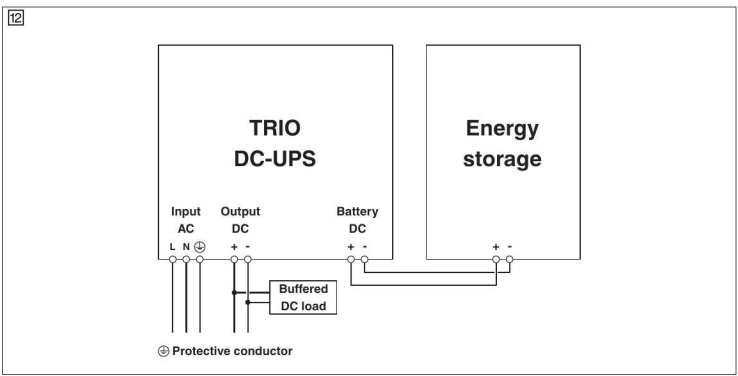 12
TRIO
DC-UPS
Energy
storage
Input
AC
Output
DC
Battery
DC
L N
+ -
+ -
+ -
Buffered
DC load
Protective conductor